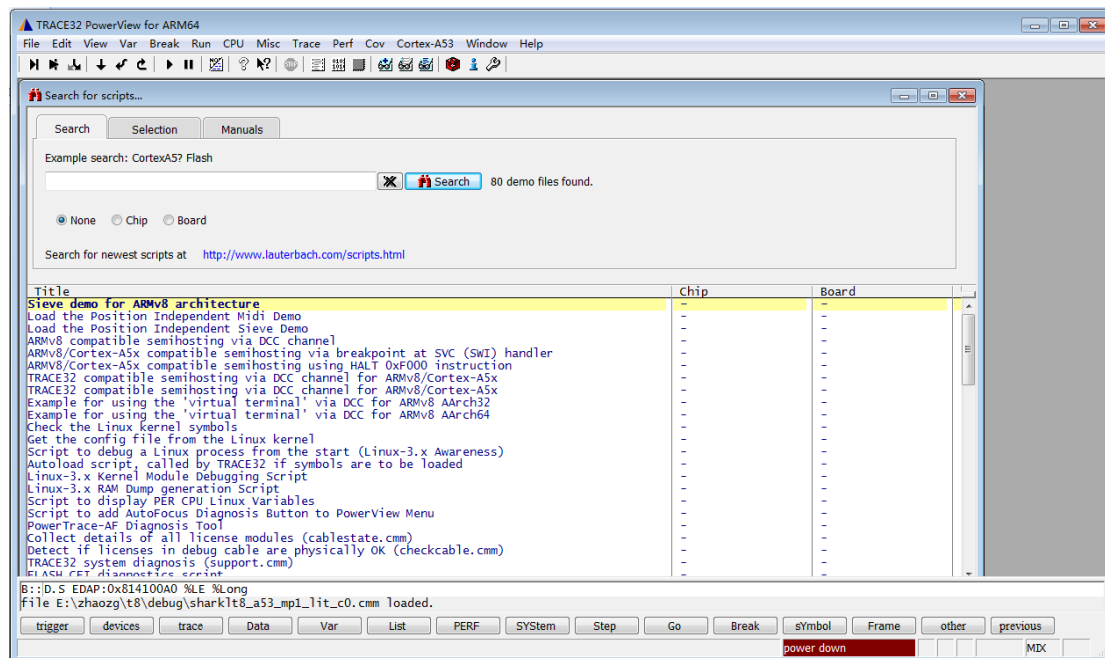 TRACE32 PowerView for ARM64
File Edit View Var Break Run CPU Misc Trace Perf Cov Cortex-A53 Window Help
Search for scripts...
Search Selection Manuals
Example search: CortexA5? Flash
Search 80 demo files found.
None Chip Board
Search for newest scripts at http://www.lauterbach.com/scripts.html
Title Chip Board
Sieve demo for ARMv8 architecture - -
Load the Position Independent Midi Demo - -
Load the Position Independent Sieve Demo - -
ARMv8 compatible semihosting via DCC channel - -
ARMv8/Cortex-A5x compatible semihosting via breakpoint at SVC (SWI) handler - -
ARMv8/Cortex-A5x compatible semihosting using HALT 0xF000 instruction - -
TRACE32 compatible semihosting via DCC channel for ARMv8/Cortex-A5x - -
TRACE32 compatible semihosting via DCC channel for ARMv8/Cortex-A5x - -
Example for using the 'virtual terminal' via DCC for ARMv8 AArch32 - -
Example for using the 'virtual terminal' via DCC for ARMv8 AArch64 - -
Check the Linux kernel symbols - -
Get the config file from the Linux kernel - -
Script to debug a Linux process from the start (Linux-3.x Awareness) - -
Autoload script, called by TRACE32 if symbols are to be loaded - -
Linux-3.x Kernel Module Debugging Script - -
Linux-3.x RAM Dump generation Script - -
Script to display PER CPU Linux Variables - -
Script to add AutoFocus Diagnosis Button to PowerView Menu - -
PowerTrace-AF Diagnosis Tool - -
Collect details of all license modules (cablestate.cmm) - -
Detect if licenses in debug cable are physically OK (checkcable.cmm) - -
TRACE32 system diagnosis (support.cmm) - -
FLASH CFI diagnostics script - -
B::D.S EDAP:0x814100A0 %LE %Long
file E:\zhaozg\t8\debug\sharklt8_a53_mp1_lit_c0.cmm loaded.
trigger devices trace Data Var List PERF SYStem Step Go Break sYmbol Frame other previous
power down MIX